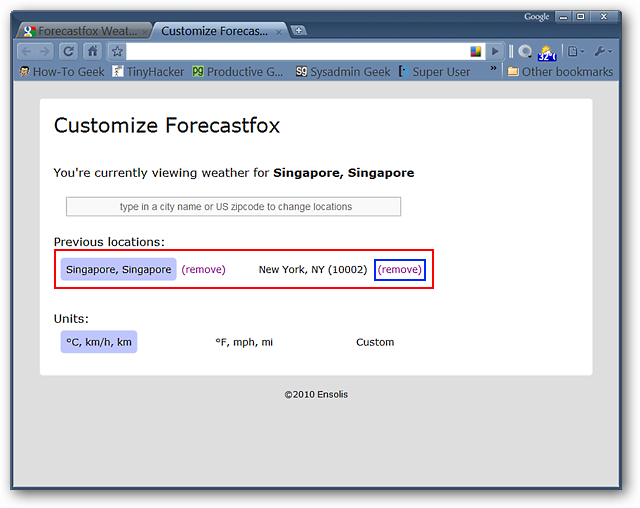 Google
Forecastfox Weat...
Customize Forecas...
32°
How-To Geek
TinyHacker
Productive G...
Sysadmin Geek
Super User
»
Other bookmarks
Customize Forecastfox
You're currently viewing weather for Singapore, Singapore
type in a city name or US zipcode to change locations
Previous locations:
Singapore, Singapore (remove) New York, NY (10002) (remove)
Units:
°C, km/h, km °F, mph, mi Custom
©2010 Ensolis